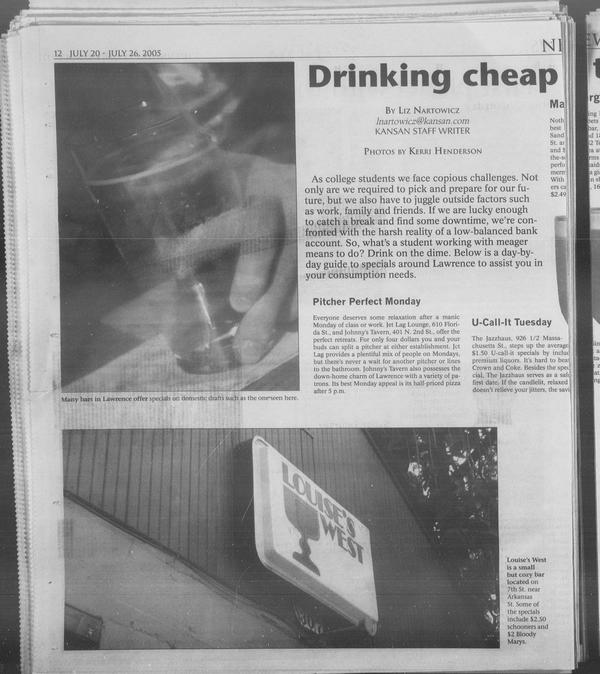 12 JULY 20 - JULY 26, 2005
Drinking cheap
BY LIZ NARTOWICZ
lnartowicz@kansan.com
KANSAN STAFF WRITER
PHOTOS BY KERRI HENDERSON
As college students we face copious challenges. Not
only are we required to pick and prepare for our fu-
ture, but we also have to juggle outside factors such
as work, family and friends. If we are lucky enough
to catch a break and find some downtime, we're con-
fronted with the harsh reality of a low-balanced bank
account. So, what's a student working with meager
means to do? Drink on the dime. Below is a day-by-
day guide to specials around Lawrence to assist you in
your consumption needs.
Pitcher Perfect Monday
Everyone deserves some relaxation after a manic
Monday of class or work. Jet Lag Lounge, 610 Flori-
da St., and Johnny's Tavern, 401 N. 2nd St., offer the
perfect retreats. For only four dollars you and your
buds can split a pitcher at either establishment. Jet
Lag provides a plentiful mix of people on Mondays,
but there's never a wait for another pitcher or lines
to the bathroom. Johnny's Tavern also possesses the
down-home charm of Lawrence with a variety of pa-
trons. Its best Monday appeal is its half-priced pizza
after 5 p.m.
U-Call-It Tuesday
The Jazzhaus, 926 1/2 Massa-
chusetts St., steps up the average
$1.50 U-call-it specials by includ
premium liquors. It's hard to beat
Crown and Coke. Besides the spec
cial, The Jazzhaus serves as a safe
first date. If the candlelit, relaxed
doesn't relieve your jitters, the savi
Many bars in Lawrence offer specials on domestic drafts such as the one seen here.
LOUISE'S
WEST
Louise's West
is a small
but cozy bar
located on
7th St. near
Arkansas
St. Some of
the specials
include $2.50
schooners and
$2 Bloody
Marys.